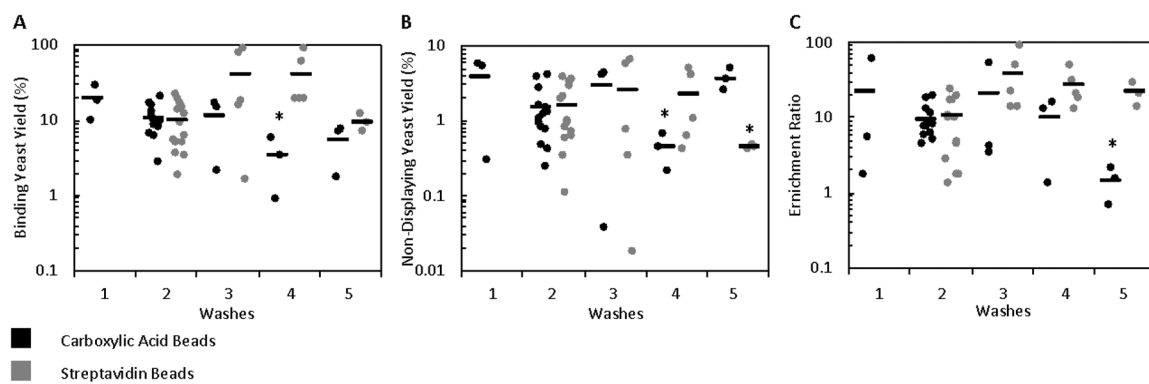 A
Binding Yeast Yield (%)
100
10
1
0.1
*
1 2 3 4 5
Washes
B
Non-Displaying Yeast Yield (%)
10
1
0.1
0.01
* *
1 2 3 4 5
Washes
C
Ernichment Ratio
100
10
1
0.1
*
1 2 3 4 5
Washes
Carboxylic Acid Beads
Streptavidin Beads